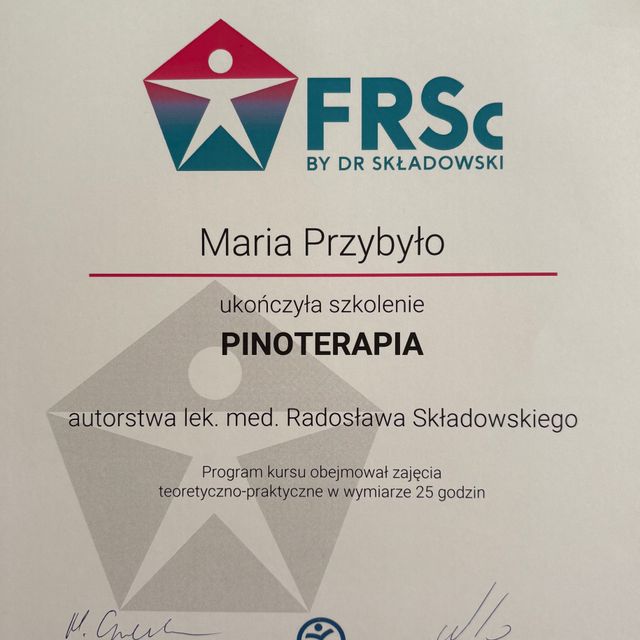 FRSc
BY DR SKŁADOWSKI
Maria Przybyło
ukończyła szkolenie
PINOTERAPIA
autorstwa lek. med. Radosława Składowskiego
Program kursu obejmował zajęcia
teoretyczno-praktyczne w wymiarze 25 godzin